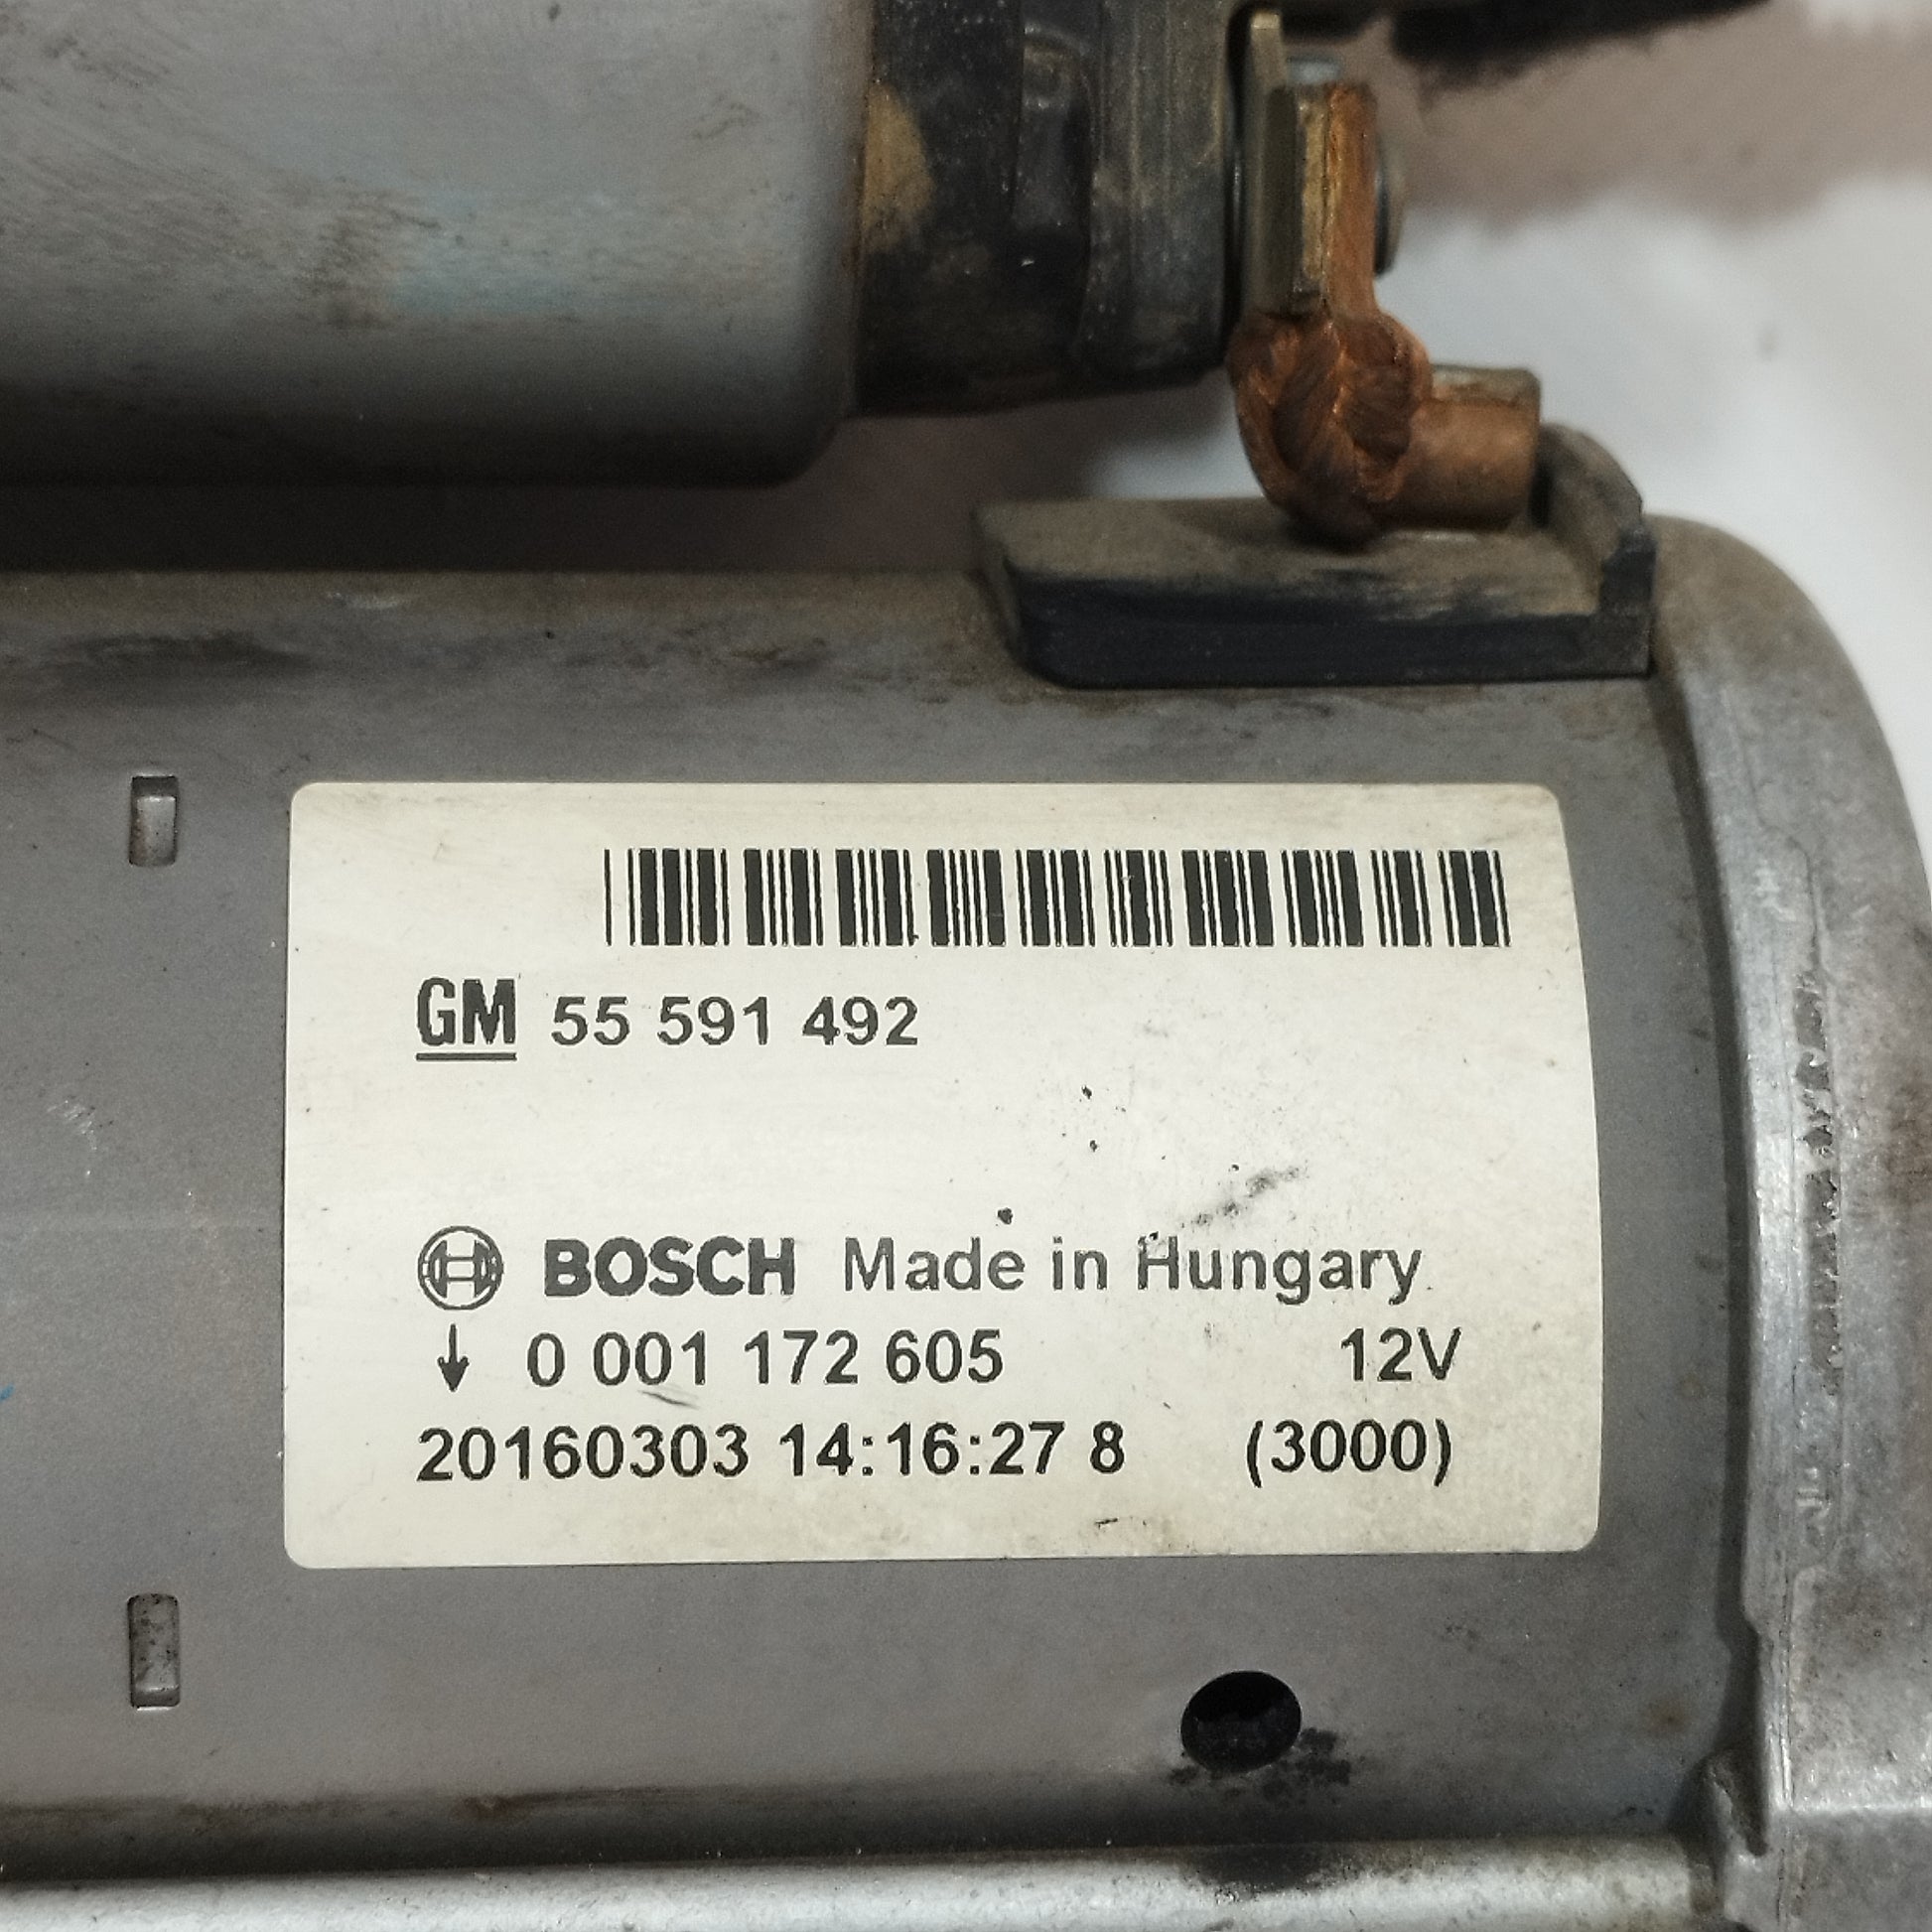 GM 55 591 492
BOSCH Made in Hungary
↓ 0 001 172 605 12V
20160303 14:16:27 8 (3000)